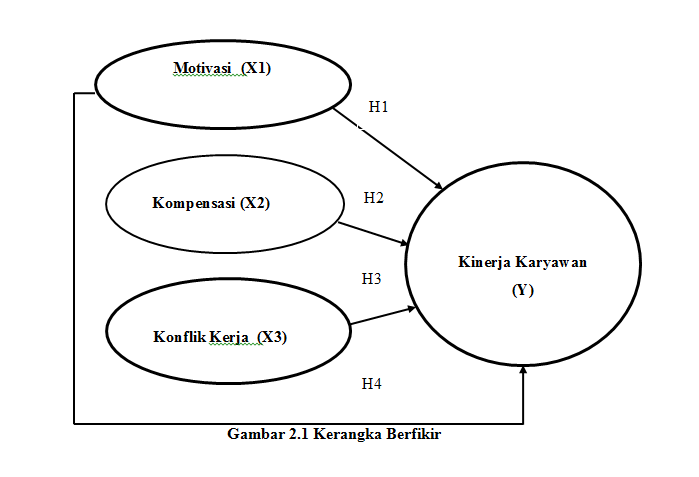 Motivasi (X1)
H1
Kompensasi (X2)
H2
Kinerja Karyawan
(Y)
H3
Konflik Kerja (X3)
H4
Gambar 2.1 Kerangka Berfikir